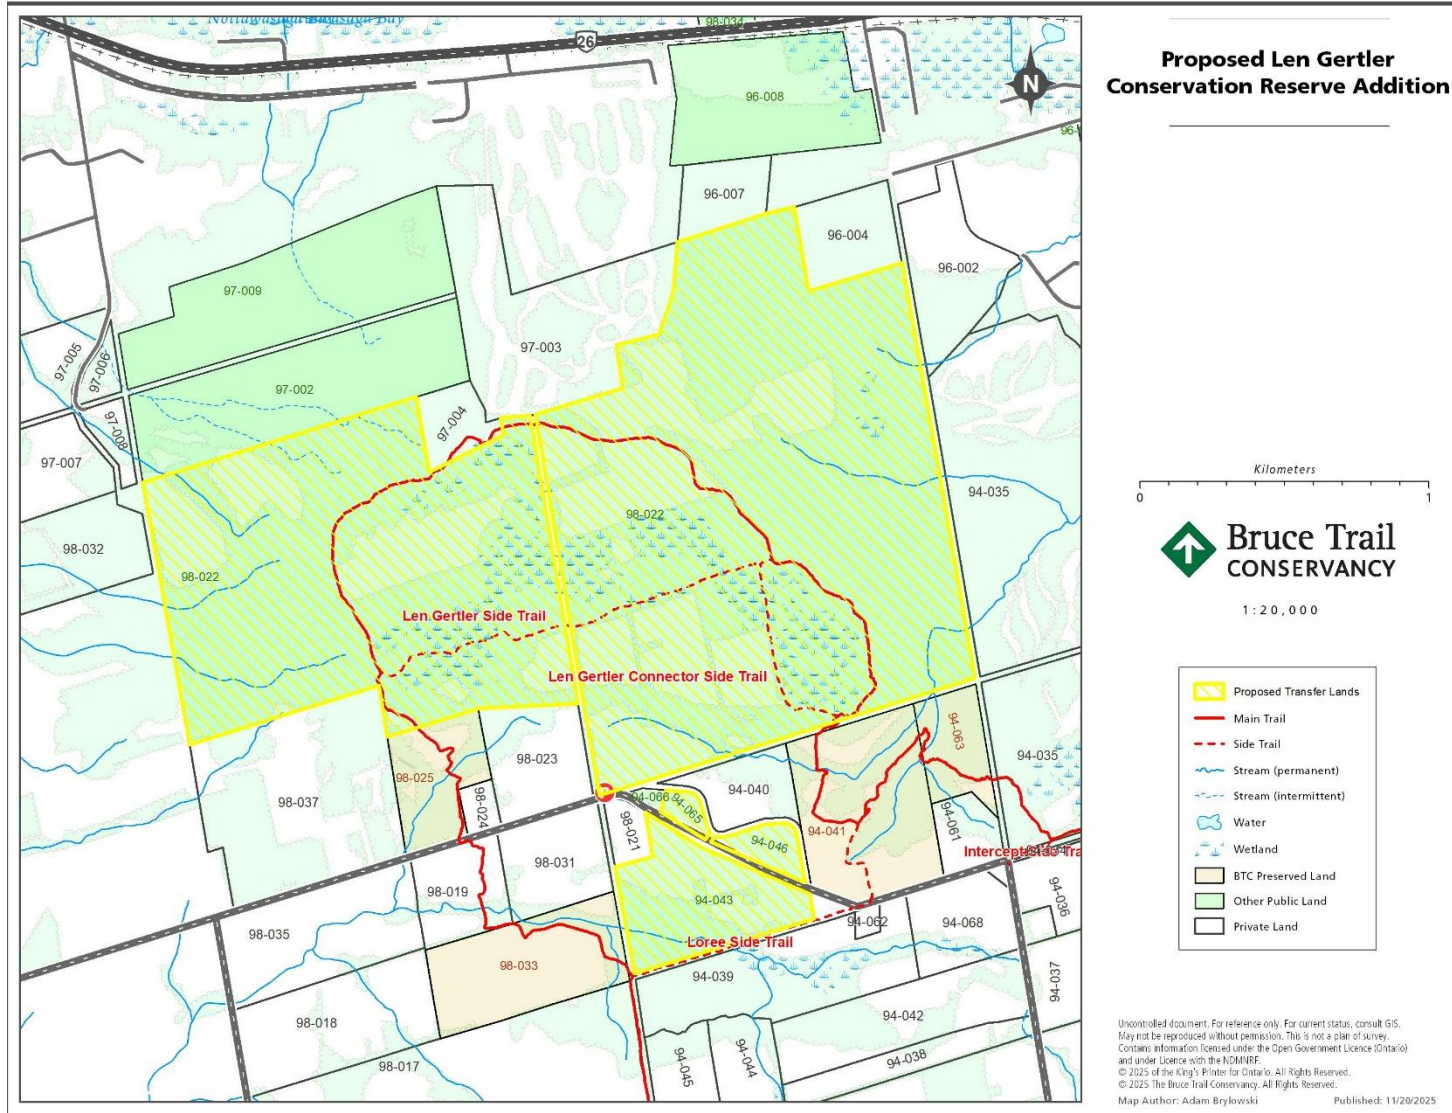 Nottawasaga Bay
98-034
26
N
96-008
96-007
96-004
96-002
97-009
97-003
97-005
97-006
97-002
97-004
97-008
97-007
98-032
98-022
98-022
94-035
Len Gertler Side Trail
Len Gertler Connector Side Trail
98-025
98-023
98-024
98-037
94-063
94-035
94-040
94-066
94-065
94-046
98-021
94-041
94-061
98-031
98-019
94-043
94-062
94-068
94-036
98-035
Loree Side Trail
98-033
94-039
94-037
98-018
94-042
98-017
94-045
94-044
94-038
Proposed Len Gertler
Conservation Reserve Addition
Kilometers
0 1
Bruce Trail
CONSERVANCY
1:20,000
Proposed Transfer Lands
Main Trail
Side Trail
Stream (permanent)
Stream (intermittent)
Water
Wetland
BTC Preserved Land
Other Public Land
Private Land
Uncontrolled document. For reference only. For current status, consult GIS.
May not be reproduced without permission. This is not a plan of survey.
Contains information licensed under the Open Government Licence (Ontario)
and under Licence with the NDMNRF.
© 2025 of the King's Printer for Ontario. All Rights Reserved.
© 2025 The Bruce Trail Conservancy. All Rights Reserved.
Map Author: Adam Brylowski Published: 11/20/2025